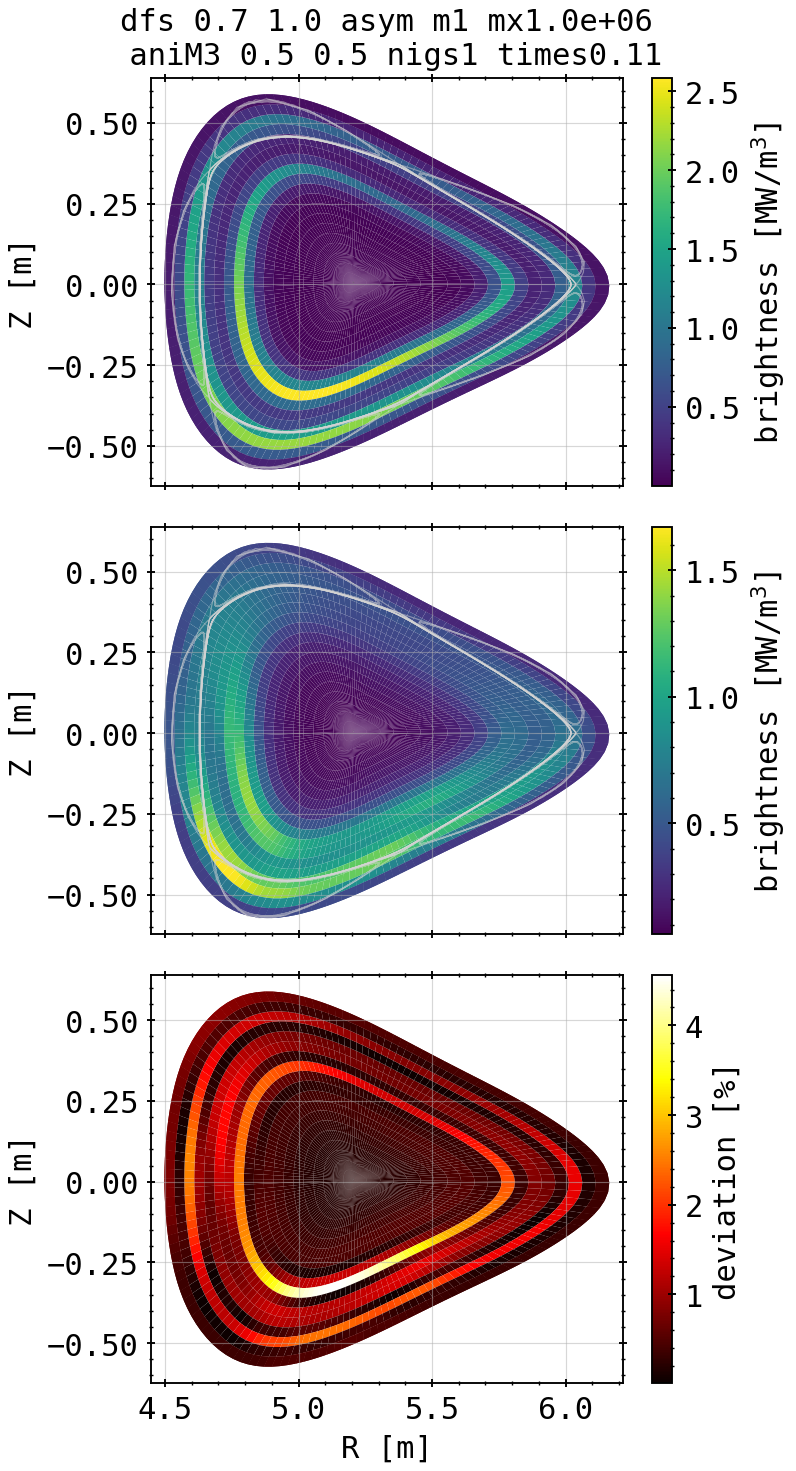 dfs 0.7 1.0 asym m1 mx1.0e+06
aniM3 0.5 0.5 nigs1 times0.11
0.50
0.25
0.00
−0.25
−0.50
Z [m]
2.5
2.0
1.5
1.0
0.5
brightness [MW/m³]
0.50
0.25
0.00
−0.25
−0.50
Z [m]
1.5
1.0
0.5
brightness [MW/m³]
0.50
0.25
0.00
−0.25
−0.50
Z [m]
4
3
2
1
deviation [%]
4.5 5.0 5.5 6.0
R [m]